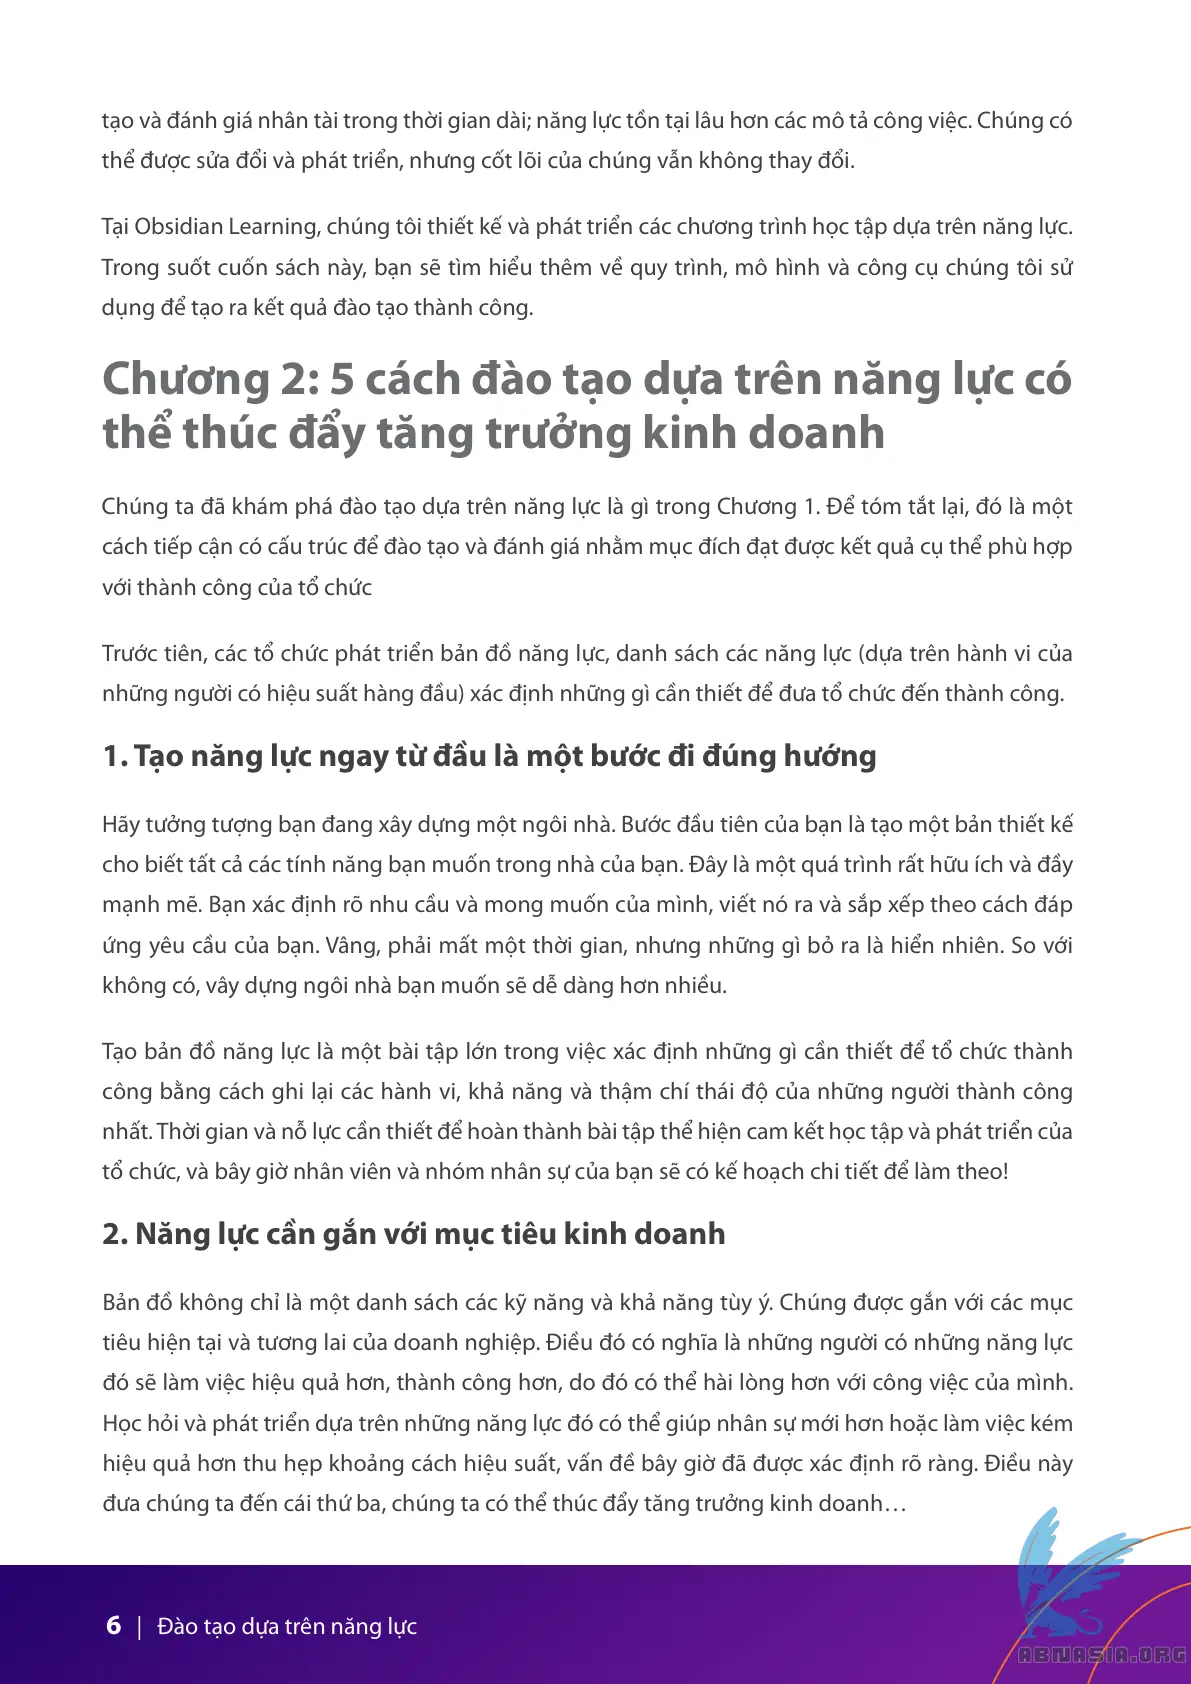 tạo và đánh giá nhân tài trong thời gian dài; năng lực tồn tại lâu hơn các mô tả công việc. Chúng có
thể được sửa đổi và phát triển, nhưng cốt lõi của chúng vẫn không thay đổi.
Tại Obsidian Learning, chúng tôi thiết kế và phát triển các chương trình học tập dựa trên năng lực.
Trong suốt cuốn sách này, bạn sẽ tìm hiểu thêm về quy trình, mô hình và công cụ chúng tôi sử
dụng để tạo ra kết quả đào tạo thành công.
Chương 2: 5 cách đào tạo dựa trên năng lực có
thể thúc đẩy tăng trưởng kinh doanh
Chúng ta đã khám phá đào tạo dựa trên năng lực là gì trong Chương 1. Để tóm tắt lại, đó là một
cách tiếp cận có cấu trúc để đào tạo và đánh giá nhằm mục đích đạt được kết quả cụ thể phù hợp
với thành công của tổ chức
Trước tiên, các tổ chức phát triển bản đồ năng lực, danh sách các năng lực (dựa trên hành vi của
những người có hiệu suất hàng đầu) xác định những gì cần thiết để đưa tổ chức đến thành công.
1. Tạo năng lực ngay từ đầu là một bước đi đúng hướng
Hãy tưởng tượng bạn đang xây dựng một ngôi nhà. Bước đầu tiên của bạn là tạo một bản thiết kế
cho biết tất cả các tính năng bạn muốn trong nhà của bạn. Đây là một quá trình rất hữu ích và đầy
mạnh mẽ. Bạn xác định rõ nhu cầu và mong muốn của mình, viết nó ra và sắp xếp theo cách đáp
ứng yêu cầu của bạn. Vâng, phải mất một thời gian, nhưng những gì bỏ ra là hiển nhiên. So với
không có, vây dựng ngôi nhà bạn muốn sẽ dễ dàng hơn nhiều.
Tạo bản đồ năng lực là một bài tập lớn trong việc xác định những gì cần thiết để tổ chức thành
công bằng cách ghi lại các hành vi, khả năng và thậm chí thái độ của những người thành công
nhất. Thời gian và nỗ lực cần thiết để hoàn thành bài tập thể hiện cam kết học tập và phát triển của
tổ chức, và bây giờ nhân viên và nhóm nhân sự của bạn sẽ có kế hoạch chi tiết để làm theo!
2. Năng lực cần gắn với mục tiêu kinh doanh
Bản đồ không chỉ là một danh sách các kỹ năng và khả năng tùy ý. Chúng được gắn với các mục
tiêu hiện tại và tương lai của doanh nghiệp. Điều đó có nghĩa là những người có những năng lực
đó sẽ làm việc hiệu quả hơn, thành công hơn, do đó có thể hài lòng hơn với công việc của mình.
Học hỏi và phát triển dựa trên những năng lực đó có thể giúp nhân sự mới hơn hoặc làm việc kém
hiệu quả hơn thu hẹp khoảng cách hiệu suất, vấn đề bây giờ đã được xác định rõ ràng. Điều này
đưa chúng ta đến cái thứ ba, chúng ta có thể thúc đẩy tăng trưởng kinh doanh…
6 | Đào tạo dựa trên năng lực
ABNASIA.ORG